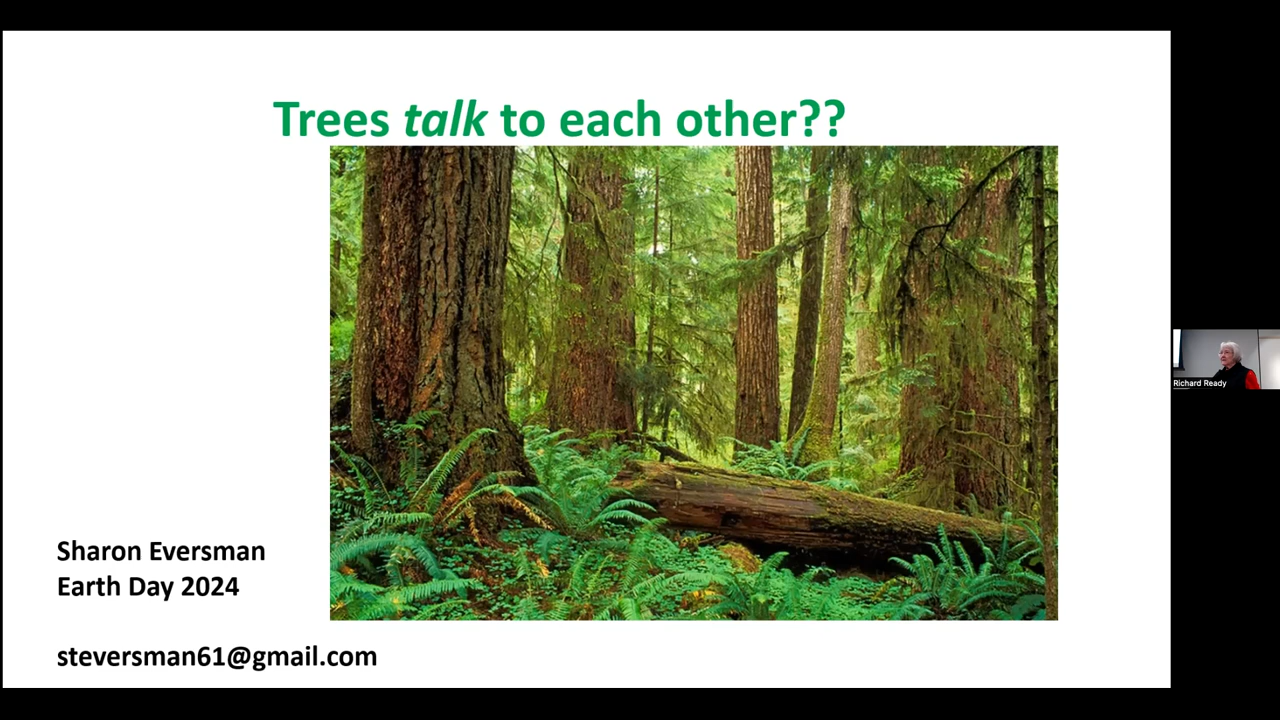 Trees talk to each other??
Sharon Eversman
Earth Day 2024
steversman61@gmail.com
Richard Ready